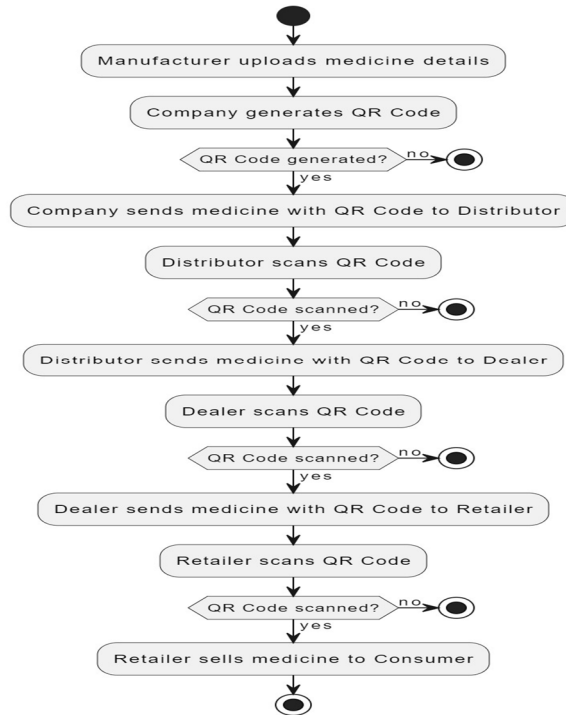 Manufacturer uploads medicine details
Company generates QR Code
QR Code generated?
no
yes
Company sends medicine with QR Code to Distributor
Distributor scans QR Code
QR Code scanned?
no
yes
Distributor sends medicine with QR Code to Dealer
Dealer scans QR Code
QR Code scanned?
no
yes
Dealer sends medicine with QR Code to Retailer
Retailer scans QR Code
QR Code scanned?
no
yes
Retailer sells medicine to Consumer